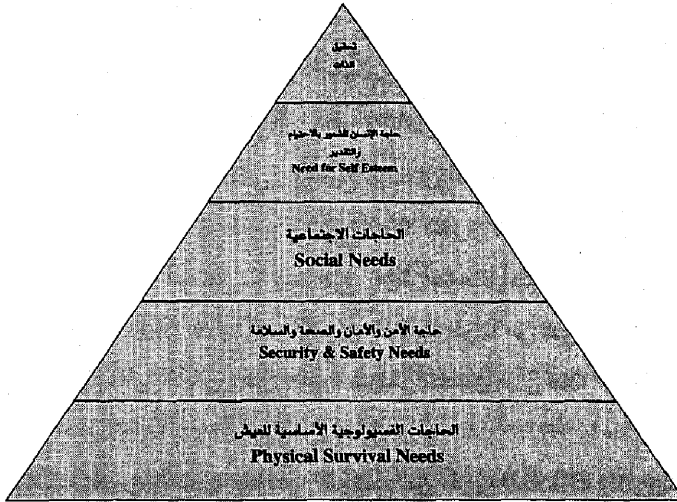 تحقيق
الذات
حاجة الإنسان للشعور بالاحترام
والتقدير
Need for Self Esteem
الحاجات الاجتماعية
Social Needs
حاجة الأمن والأمان والصحة والسلامة
Security & Safety Needs
الحاجات الفسيولوجية الأساسية للعيش
Physical Survival Needs